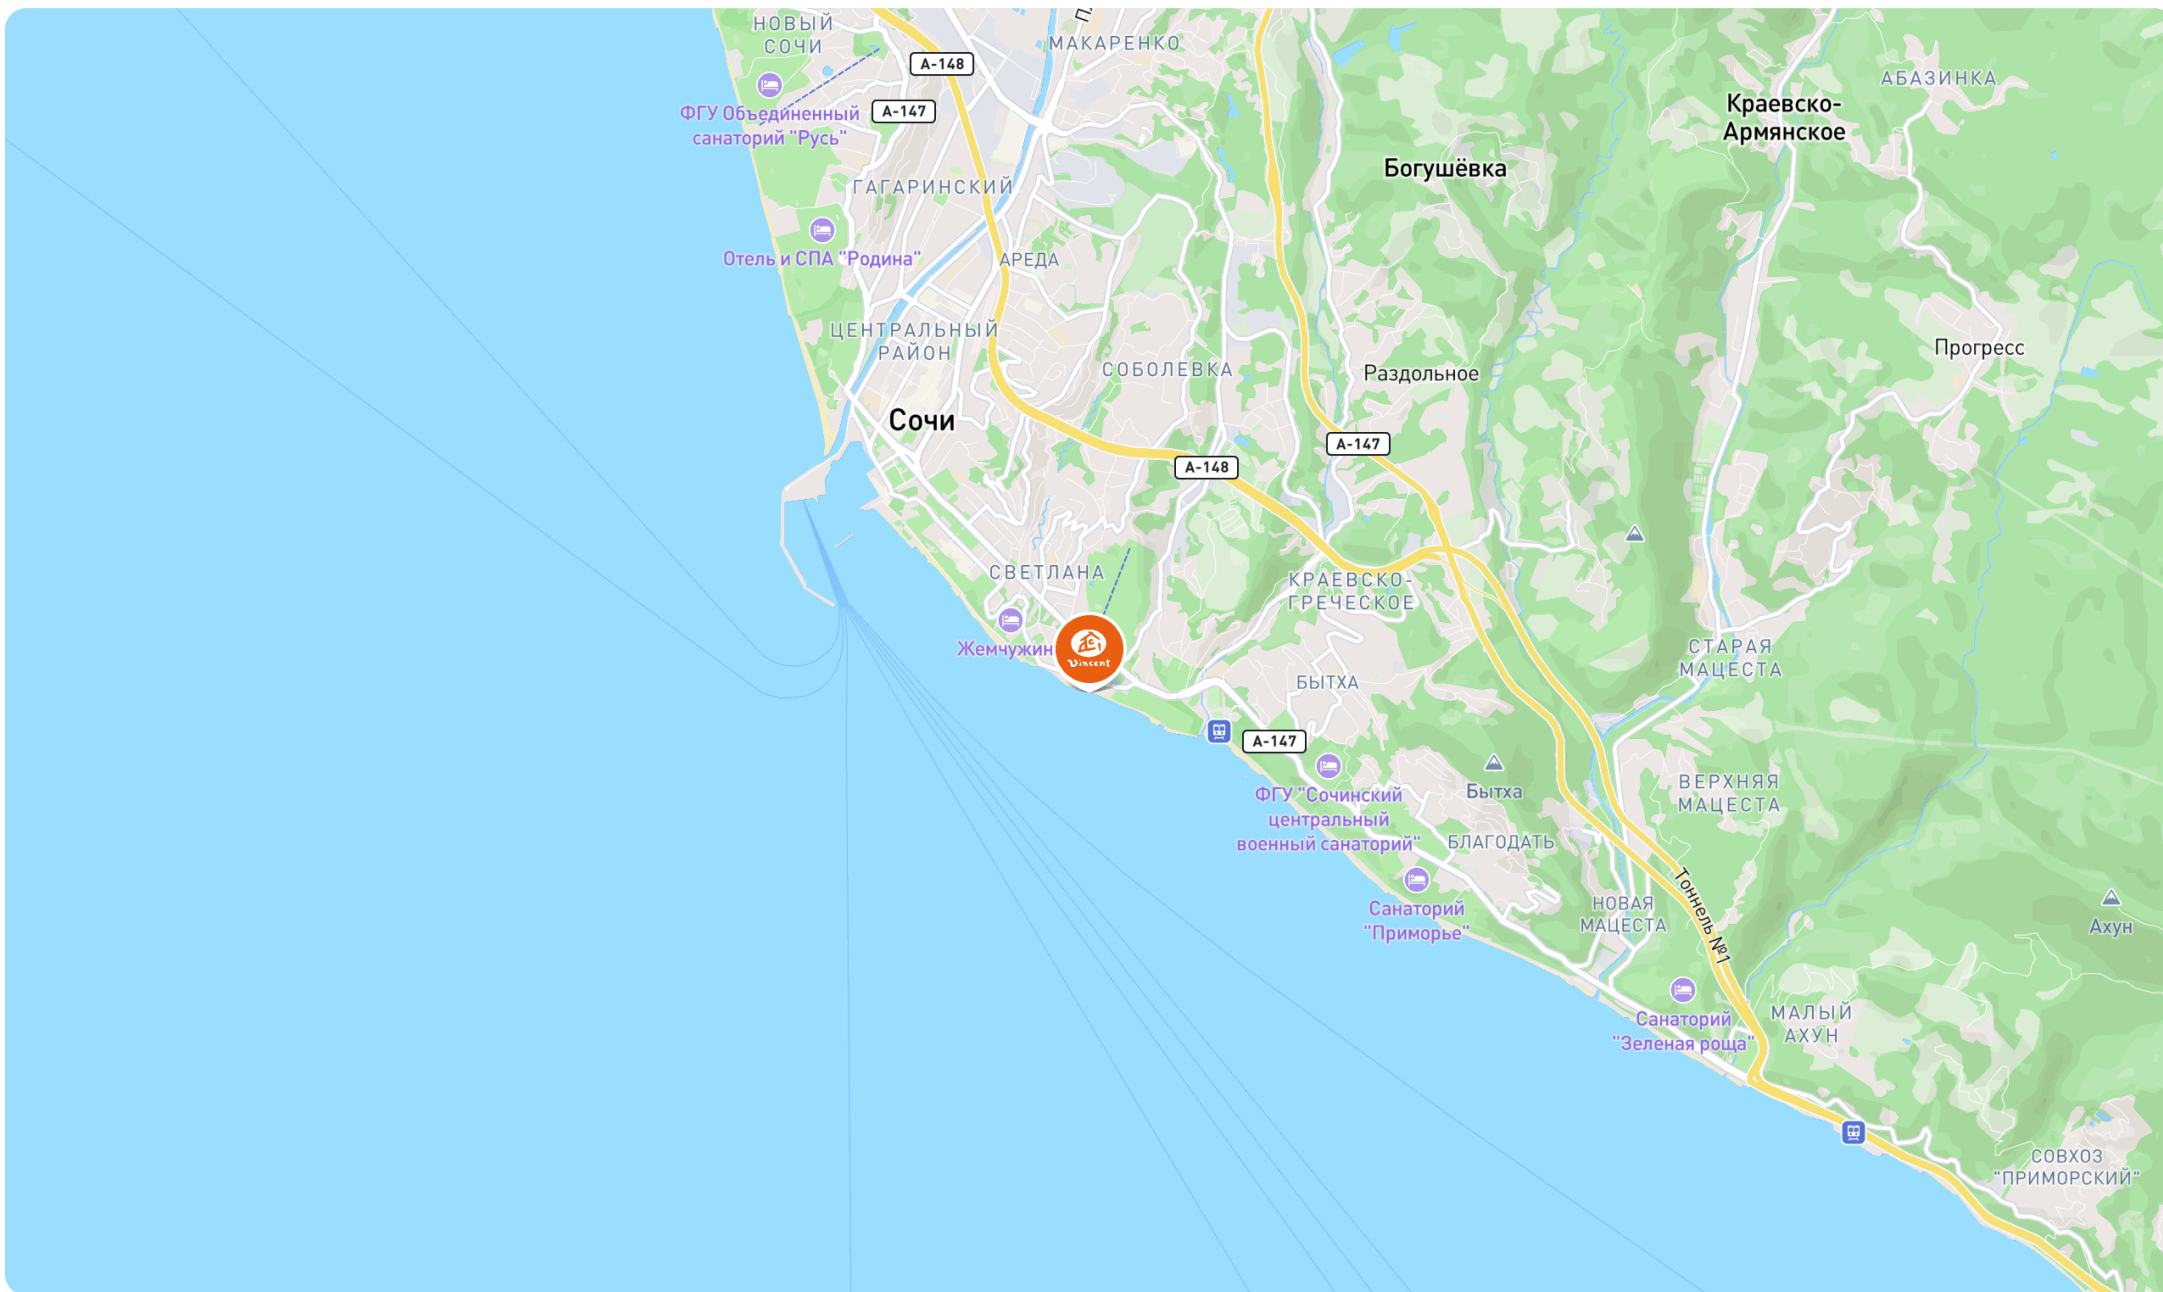 НОВЫЙ
СОЧИ
МАКАРЕНКО
А-148
АБАЗИНКА
ФГУ Объединенный
санаторий "Русь"
А-147
Краевско-
Армянское
Богушёвка
ГАГАРИНСКИЙ
Отель и СПА "Родина"
АРЕДА
ЦЕНТРАЛЬНЫЙ
РАЙОН
Прогресс
СОБОЛЕВКА
Раздольное
Сочи
А-147
А-148
СВЕТЛАНА
КРАЕВСКО-
ГРЕЧЕСКОЕ
Жемчужин
Vincent
СТАРАЯ
МАЦЕСТА
БЫТХА
А-147
ФГУ "Сочинский
центральный
военный санаторий"
Бытха
ВЕРХНЯЯ
МАЦЕСТА
БЛАГОДАТЬ
Тоннель №1
Санаторий
"Приморье"
НОВАЯ
МАЦЕСТА
Ахун
Санаторий
"Зеленая роща"
МАЛЫЙ
АХУН
СОВХОЗ
"ПРИМОРСКИЙ"